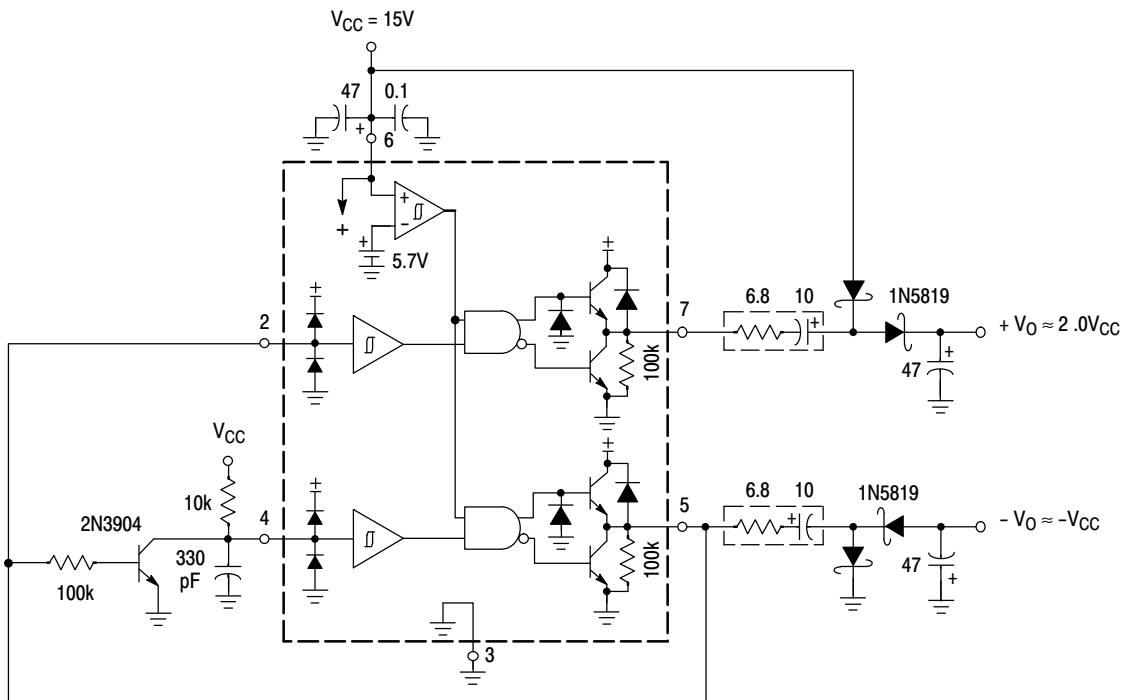 VCC = 15V
47
0.1
+
6
+
-
+
+
5.7V
+
+
2
7
6.8
10
+
1N5819
+ VO ≈ 2 .0VCC
100k
47
+
VCC
10k
+
+
2N3904
4
5
6.8
10
+
1N5819
- VO ≈ -VCC
330
pF
100k
100k
47
+
3